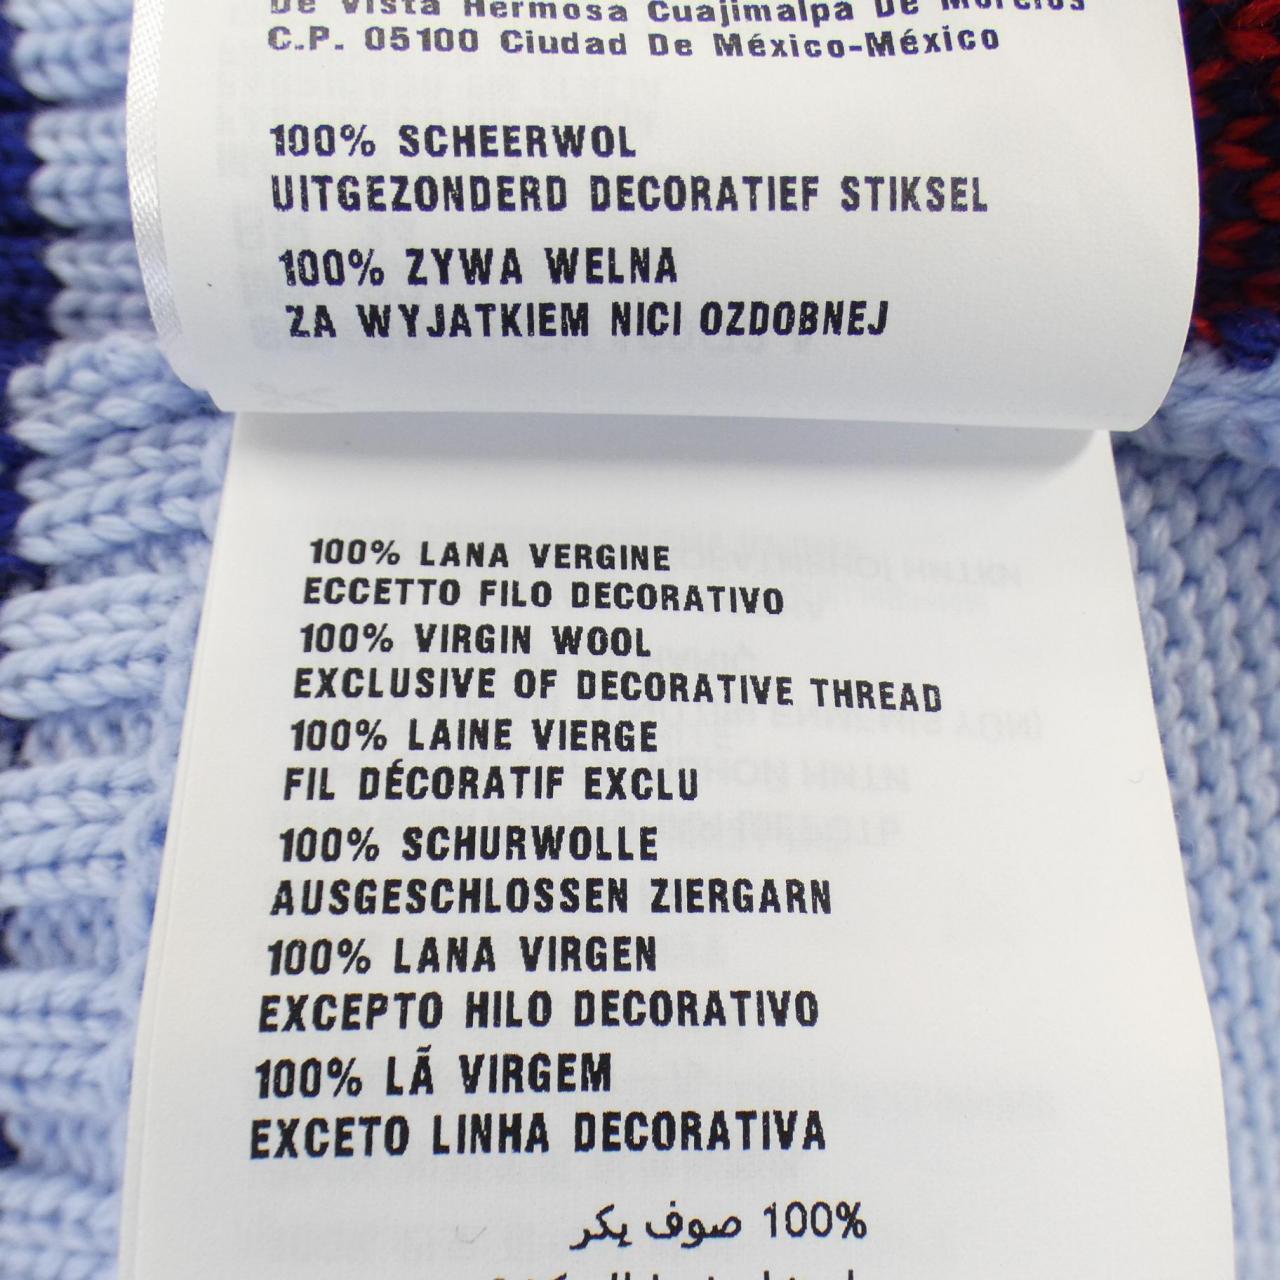 De Vista Hermosa Cuajimalpa De Morelos
C.P. 05100 Ciudad De México-México
100% SCHEERWOL
UITGEZONDERD DECORATIEF STIKSEL
100% ZYWA WELNA
ZA WYJATKIEM NICI OZDOBNEJ
100% LANA VERGINE
ECCETTO FILO DECORATIVO
100% VIRGIN WOOL
EXCLUSIVE OF DECORATIVE THREAD
100% LAINE VIERGE
FIL DÉCORATIF EXCLU
100% SCHURWOLLE
AUSGESCHLOSSEN ZIERGARN
100% LANA VIRGEN
EXCEPTO HILO DECORATIVO
100% LÃ VIRGEM
EXCETO LINHA DECORATIVA
100% صوف بكر